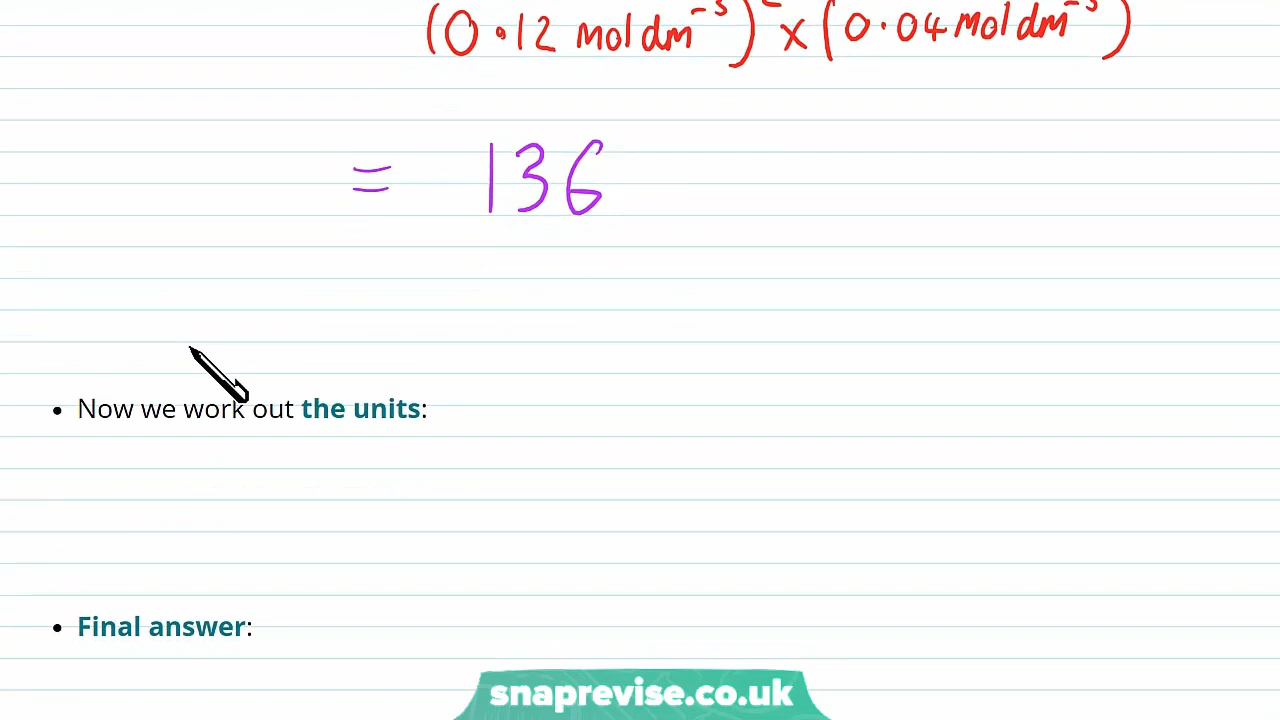 (0.12 mol dm⁻³)² × (0.04 mol dm⁻³)
= 136
• Now we work out the units:
• Final answer:
snaprevise.co.uk